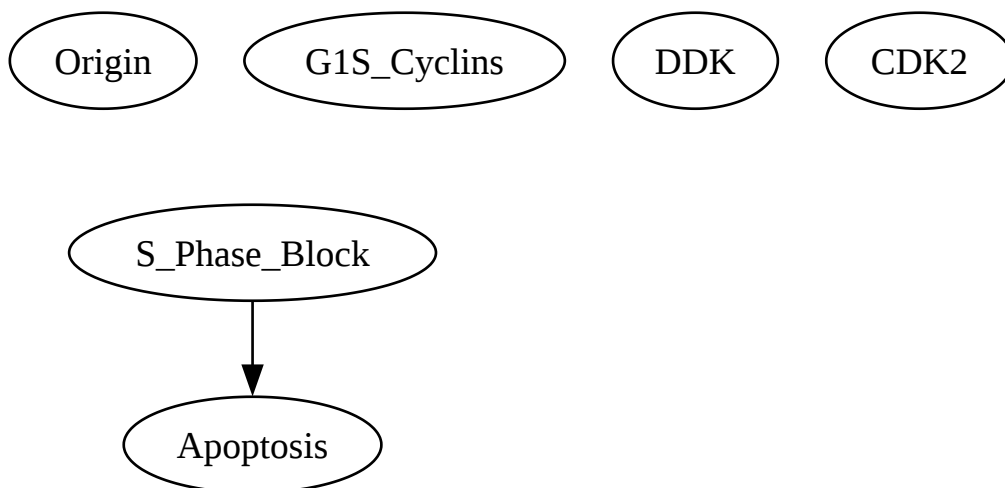 Origin
G1S_Cyclins
DDK
CDK2
S_Phase_Block
Apoptosis